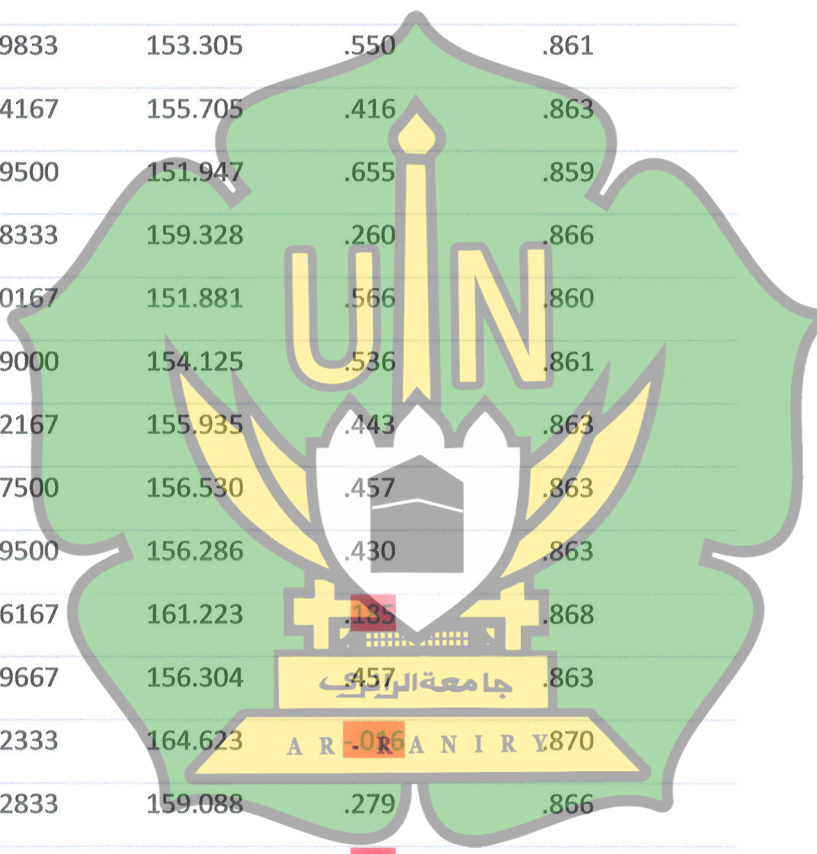 9833 153.305 .550 .861
4167 155.705 .416 .863
9500 151.947 .655 .859
8333 159.328 .260 .866
0167 151.881 .566 .860
9000 154.125 .536 .861
2167 155.935 .443 .863
7500 156.530 .457 .863
9500 156.286 .430 .863
6167 161.223 .185 .868
9667 156.304 .457 .863
2333 164.623 -.016 .870
2833 159.088 .279 .866
UIN
جامعة الرانري
AR-RANIRY